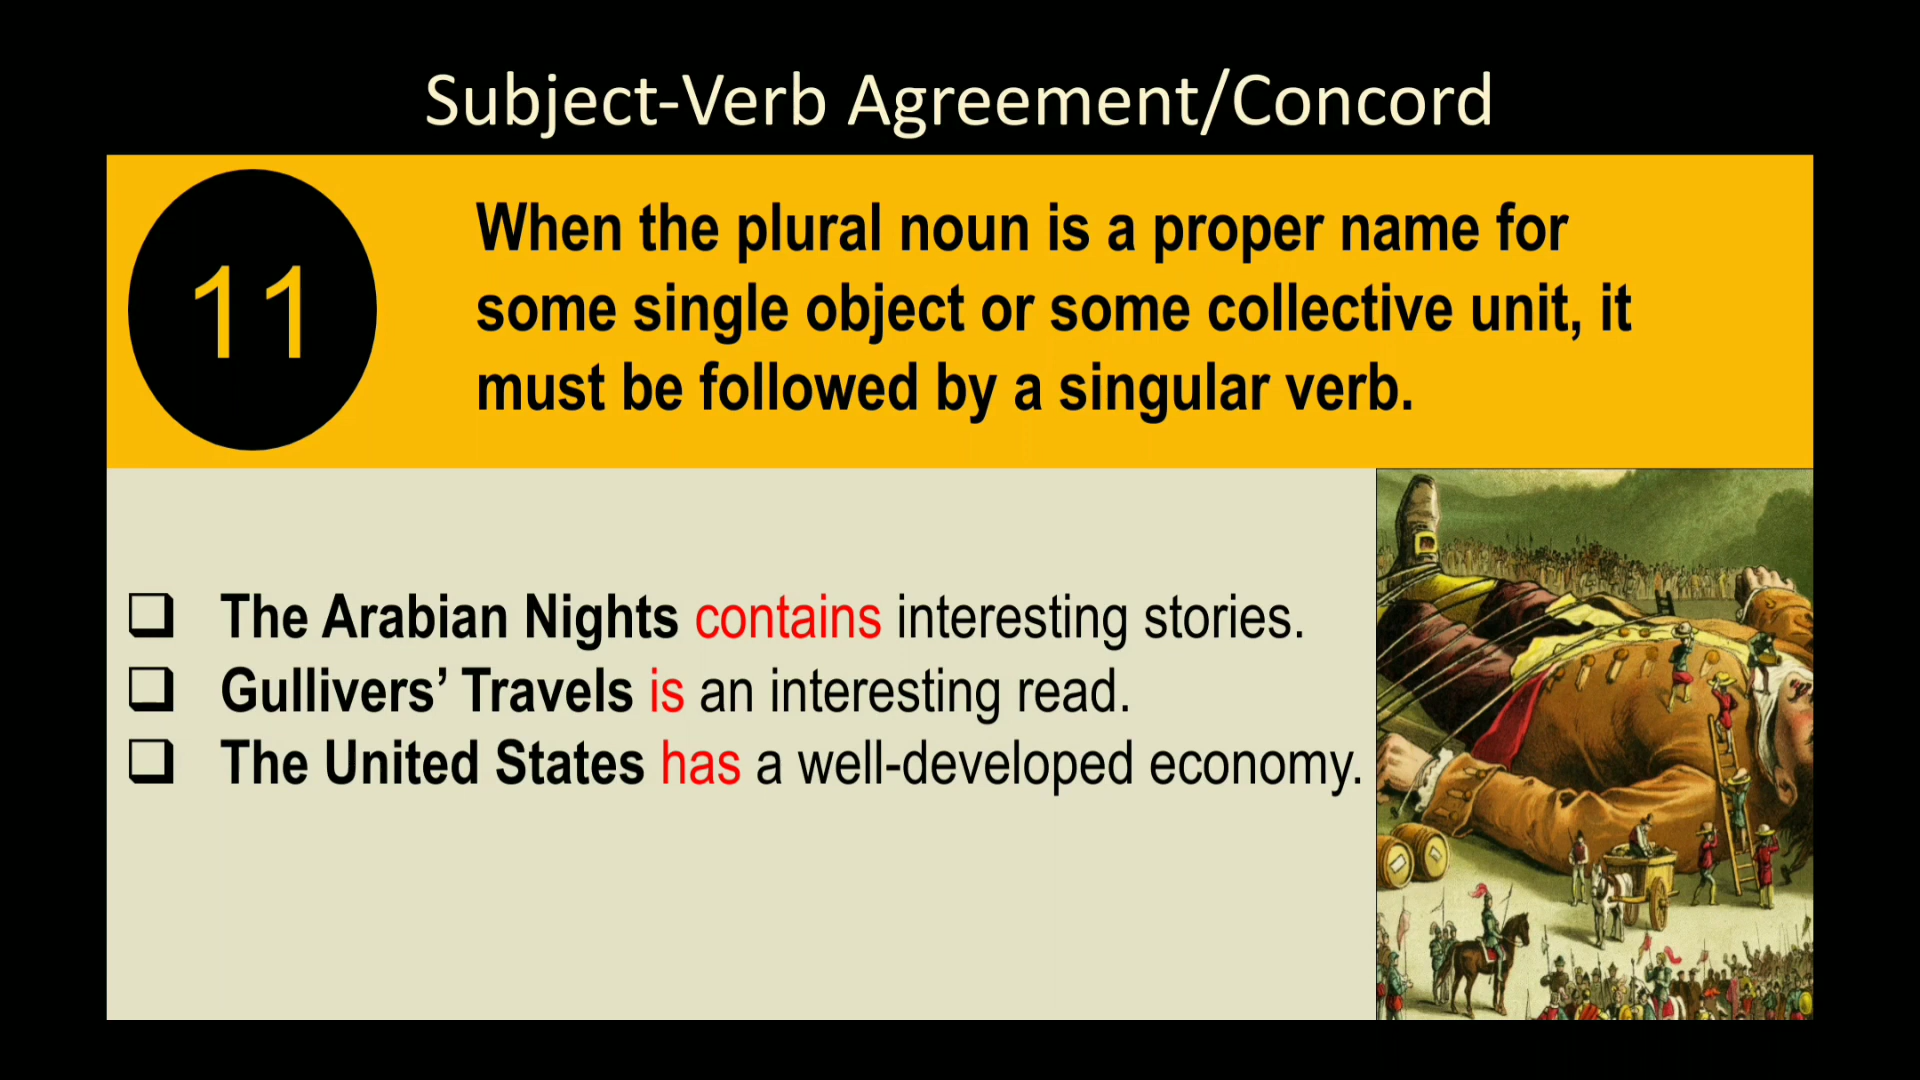 Subject-Verb Agreement/Concord
11
When the plural noun is a proper name for
some single object or some collective unit, it
must be followed by a singular verb.
❑ The Arabian Nights contains interesting stories.
❑ Gullivers’ Travels is an interesting read.
❑ The United States has a well-developed economy.